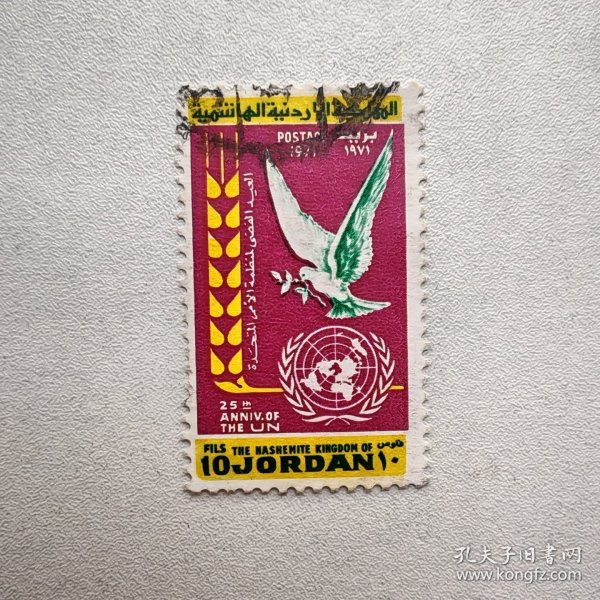 المملكة الأردنية الهاشمية
POSTAGE بريد
1971 ١٩٧١
العيد الفضي لمنظمة الأمم المتحدة
25th
ANNIV. OF
THE UN
FILS THE HASHEMITE KINGDOM OF فلوس
10 JORDAN ١٠
孔夫子旧书网
www.kongfz.com